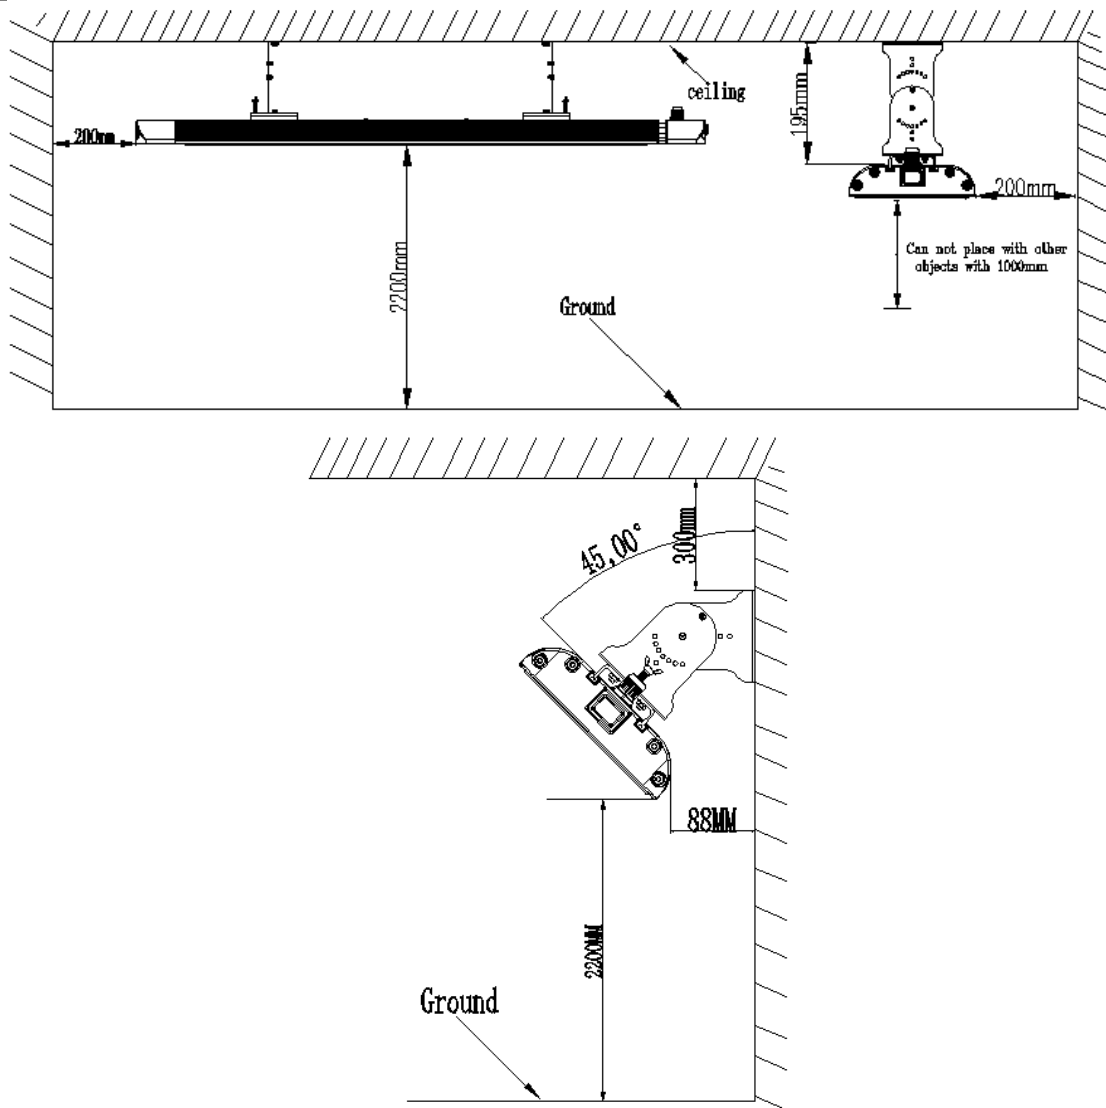 ceiling
200mm
195mm
200mm
2200mm
Can not place with other
objects with 1000mm
Ground
300mm
45,00°
88MM
2200MM
Ground